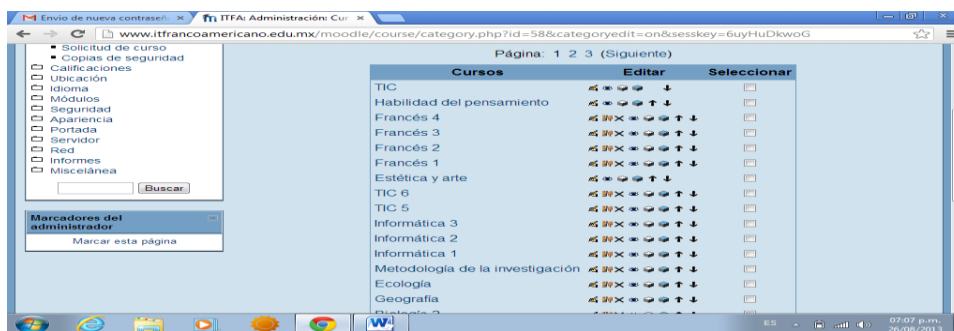 Envio de nueva contraseñ
ITFA: Administración: Cur
www.itfrancoamericano.edu.mx/moodle/course/category.php?id=58&categoryedit=on&sesskey=6uyHuDkwoG
Solicitud de curso
Copias de seguridad
Calificaciones
Ubicación
Idioma
Módulos
Seguridad
Apariencia
Portada
Servidor
Red
Informes
Miscelánea
Buscar
Marcadores del
administrador
Marcar esta página
Página: 1 2 3 (Siguiente)
Cursos Editar Seleccionar
TIC
Habilidad del pensamiento
Francés 4
Francés 3
Francés 2
Francés 1
Estética y arte
TIC 6
TIC 5
Informática 3
Informática 2
Informática 1
Metodología de la investigación
Ecología
Geografía
ES
07:07 p.m.
26/08/2013